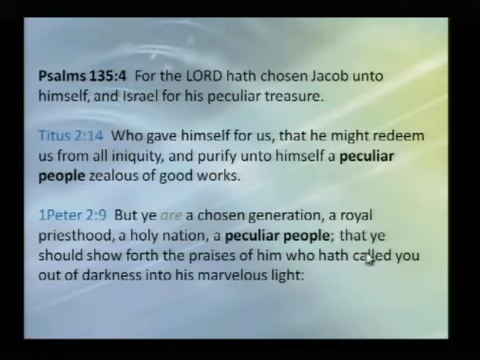 Psalms 135:4 For the LORD hath chosen Jacob unto
himself, and Israel for his peculiar treasure.
Titus 2:14 Who gave himself for us, that he might redeem
us from all iniquity, and purify unto himself a peculiar
people zealous of good works.
1Peter 2:9 But ye are a chosen generation, a royal
priesthood, a holy nation, a peculiar people; that ye
should show forth the praises of him who hath called you
out of darkness into his marvelous light: